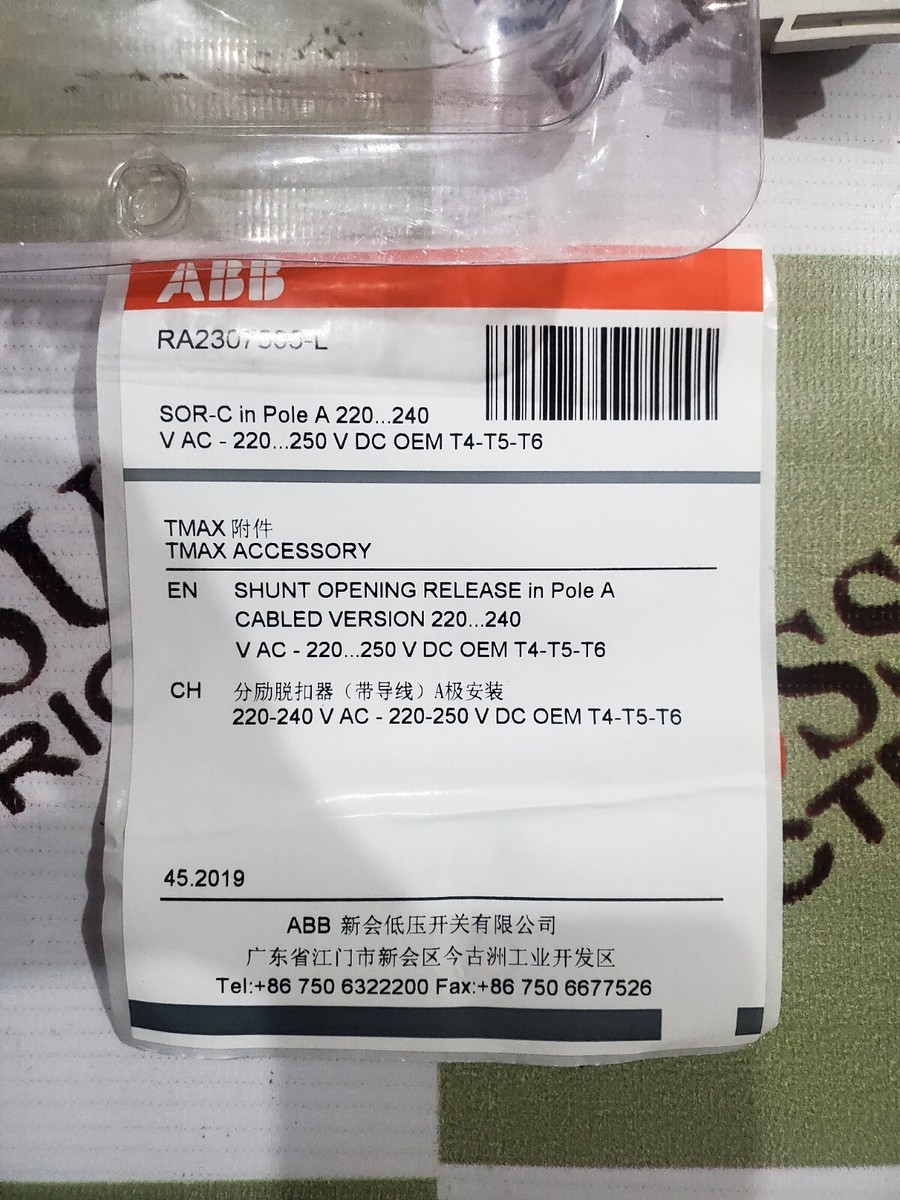 ABB
SOR-C in Pole A 220...240
V AC - 220...250 V DC OEM T4-T5-T6
TMAX 附件
TMAX ACCESSORY
EN SHUNT OPENING RELEASE in Pole A
CABLED VERSION 220...240
V AC - 220...250 V DC OEM T4-T5-T6
CH 分励脱扣器（带导线）A极安装
220-240 V AC - 220-250 V DC OEM T4-T5-T6
45.2019
ABB 新会低压开关有限公司
广东省江门市新会区今古洲工业开发区
Tel:+86 750 6322200 Fax:+86 750 6677526